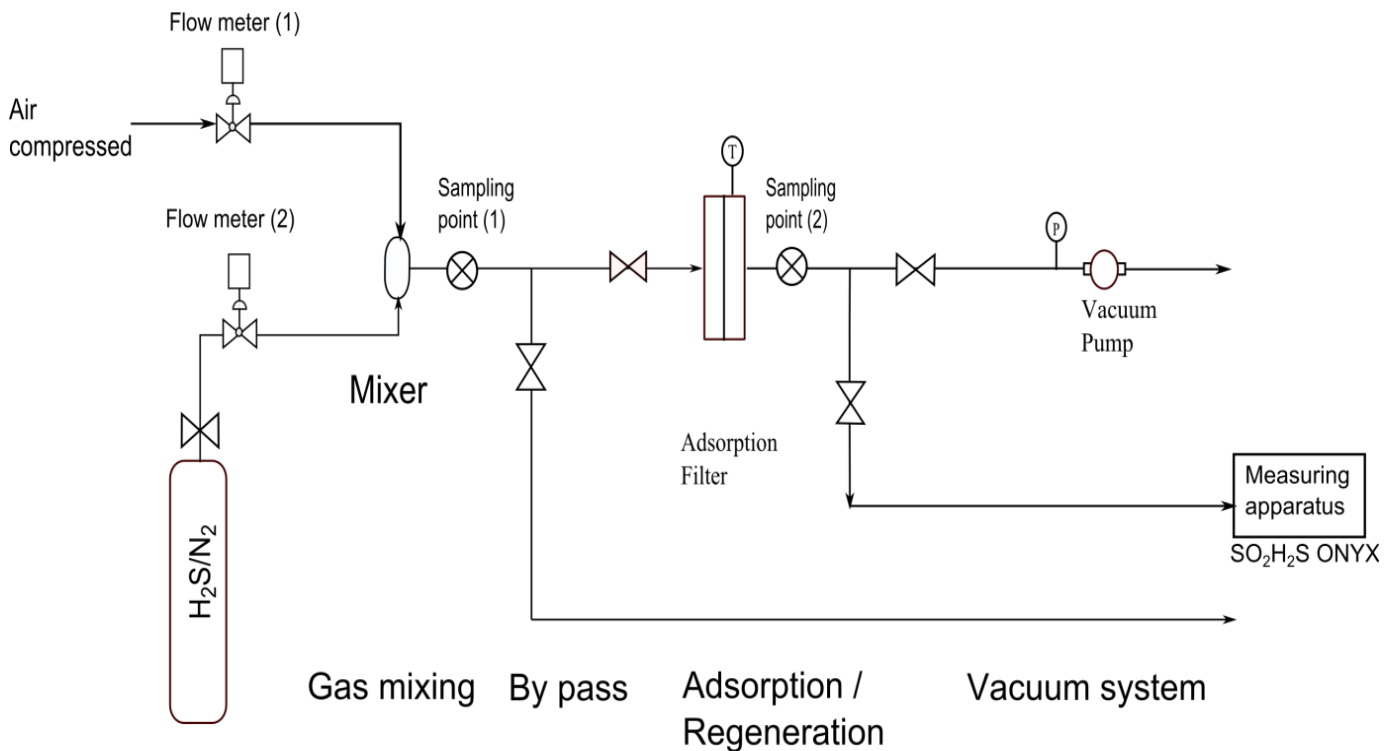 Flow meter (1)
Air
compressed
Flow meter (2)
Sampling
point (1)
T
Sampling
point (2)
P
Vacuum
Pump
Mixer
Adsorption
Filter
H₂S/N₂
Measuring
apparatus
SO₂H₂S ONYX
Gas mixing
By pass
Adsorption /
Regeneration
Vacuum system